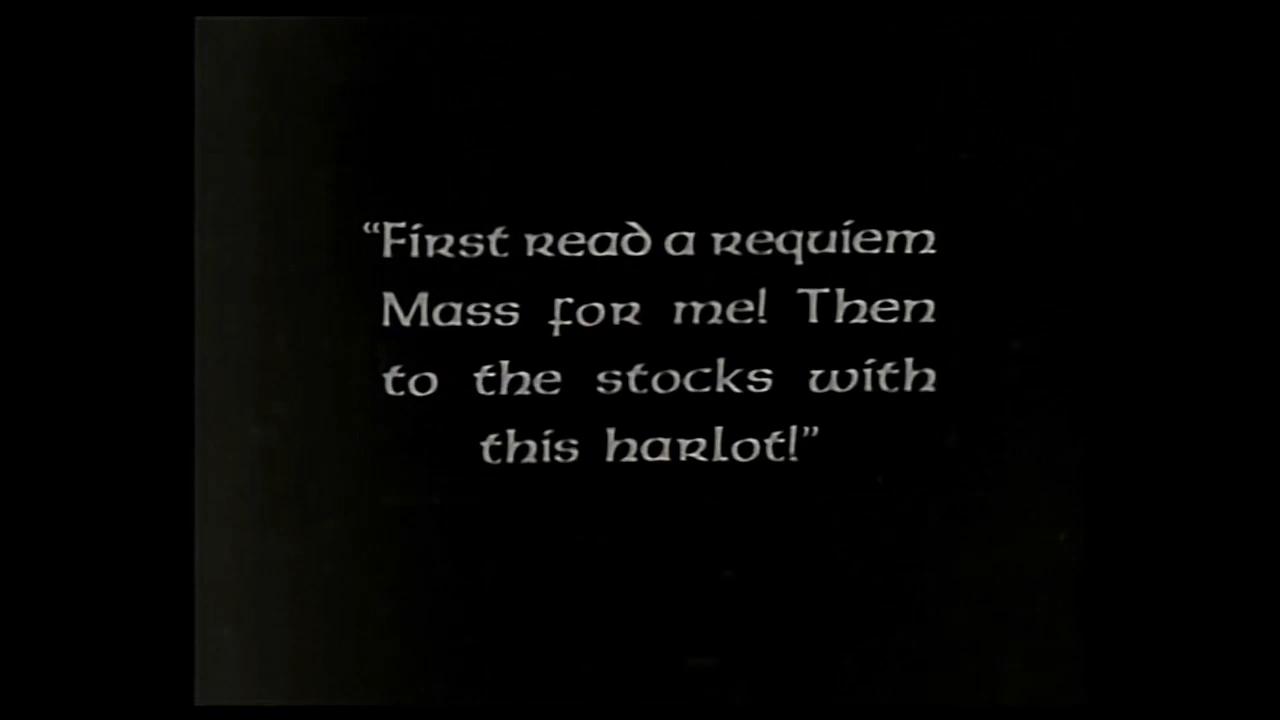 “First read a requiem
Mass for me! Then
to the stocks with
this harlot!”